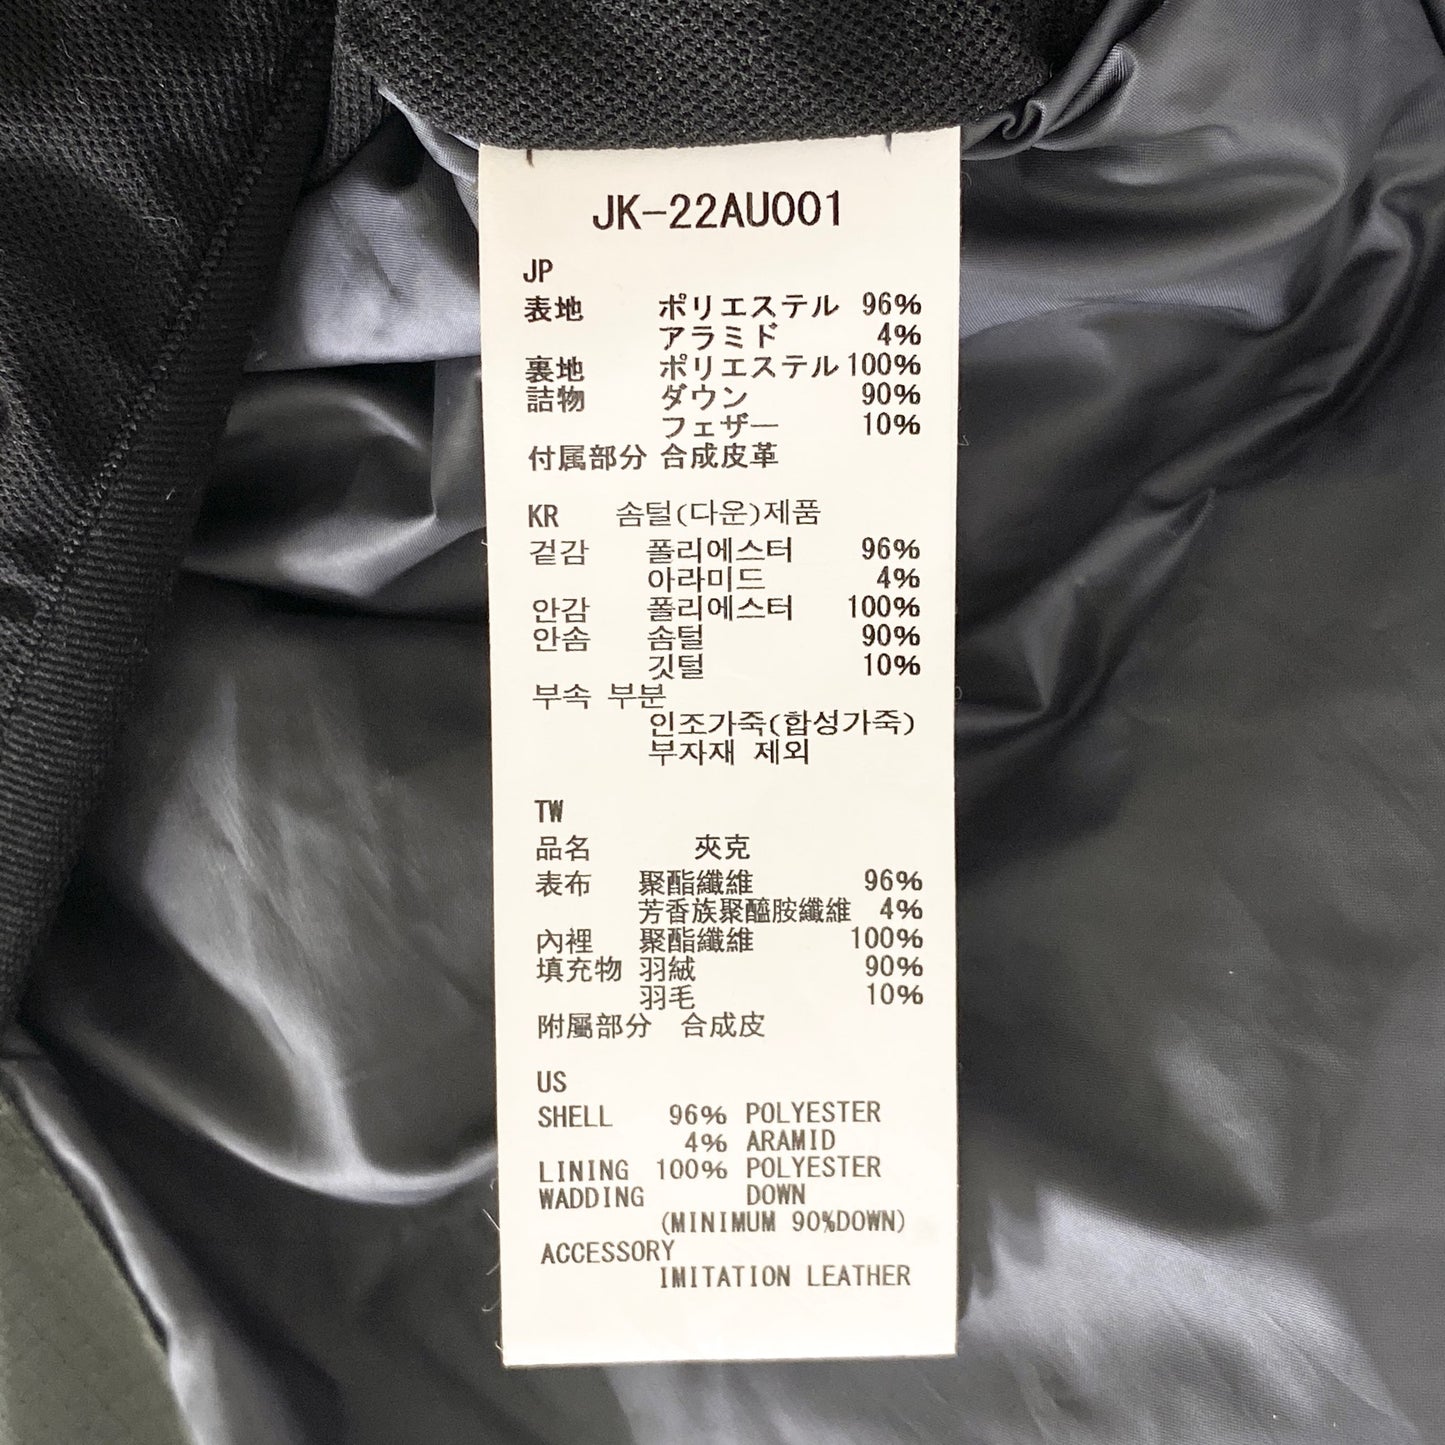 JK-22AU001
JP
表地 ポリエステル 96%
アラミド 4%
裏地 ポリエステル 100%
詰物 ダウン 90%
フェザー 10%
付属部分 合成皮革
KR 솜털(다운)제품
겉감 폴리에스터 96%
아라미드 4%
안감 폴리에스터 100%
안솜 솜털 90%
깃털 10%
부속 부분
인조가죽(합성가죽)
부자재 제외
TW
品名 夾克
表布 聚酯纖維 96%
芳香族聚醯胺纖維 4%
內裡 聚酯纖維 100%
填充物 羽絨 90%
羽毛 10%
附屬部分 合成皮
US
SHELL 96% POLYESTER
4% ARAMID
LINING 100% POLYESTER
WADDING DOWN
(MINIMUM 90%DOWN)
ACCESSORY
IMITATION LEATHER